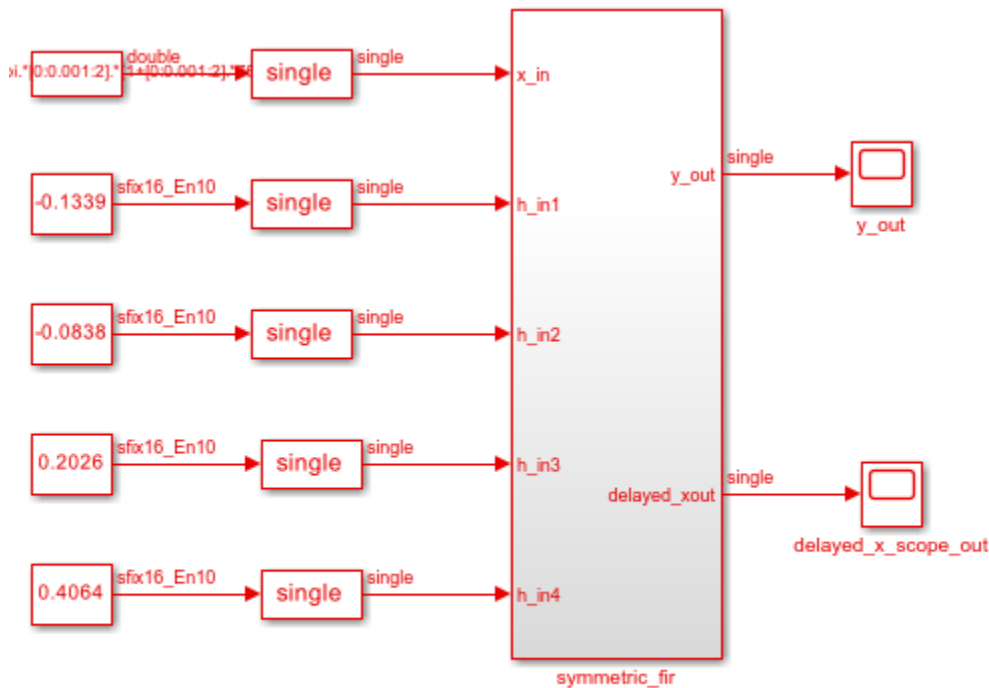 double
single
single
x_in
-0.1339
sfix16_En10
single
single
h_in1
y_out
single
y_out
-0.0838
sfix16_En10
single
single
h_in2
0.2026
sfix16_En10
single
single
h_in3
delayed_xout
single
delayed_x_scope_out
0.4064
sfix16_En10
single
single
h_in4
symmetric_fir